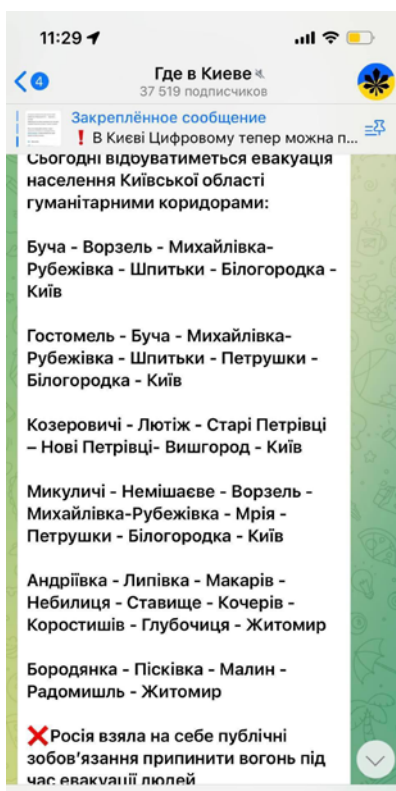 11:29
4
Где в Киеве
37 519 подписчиков
Закреплённое сообщение
❗ В Києві Цифровому тепер можна п...
Сьогодні відбуватиметься евакуація
населення Київської області
гуманітарними коридорами:
Буча - Ворзель - Михайлівка-
Рубежівка - Шпитьки - Білогородка -
Київ
Гостомель - Буча - Михайлівка-
Рубежівка - Шпитьки - Петрушки -
Білогородка - Київ
Козеровичі - Лютіж - Старі Петрівці
– Нові Петрівці- Вишгород - Київ
Микуличі - Немішаєве - Ворзель -
Михайлівка-Рубежівка - Мрія -
Петрушки - Білогородка - Київ
Андріївка - Липівка - Макарів -
Небилиця - Ставище - Кочерів -
Коростишів - Глубочиця - Житомир
Бородянка - Пісківка - Малин -
Радомишль - Житомир
❌Росія взяла на себе публічні
зобов’язання припинити вогонь під
час евакуації людей